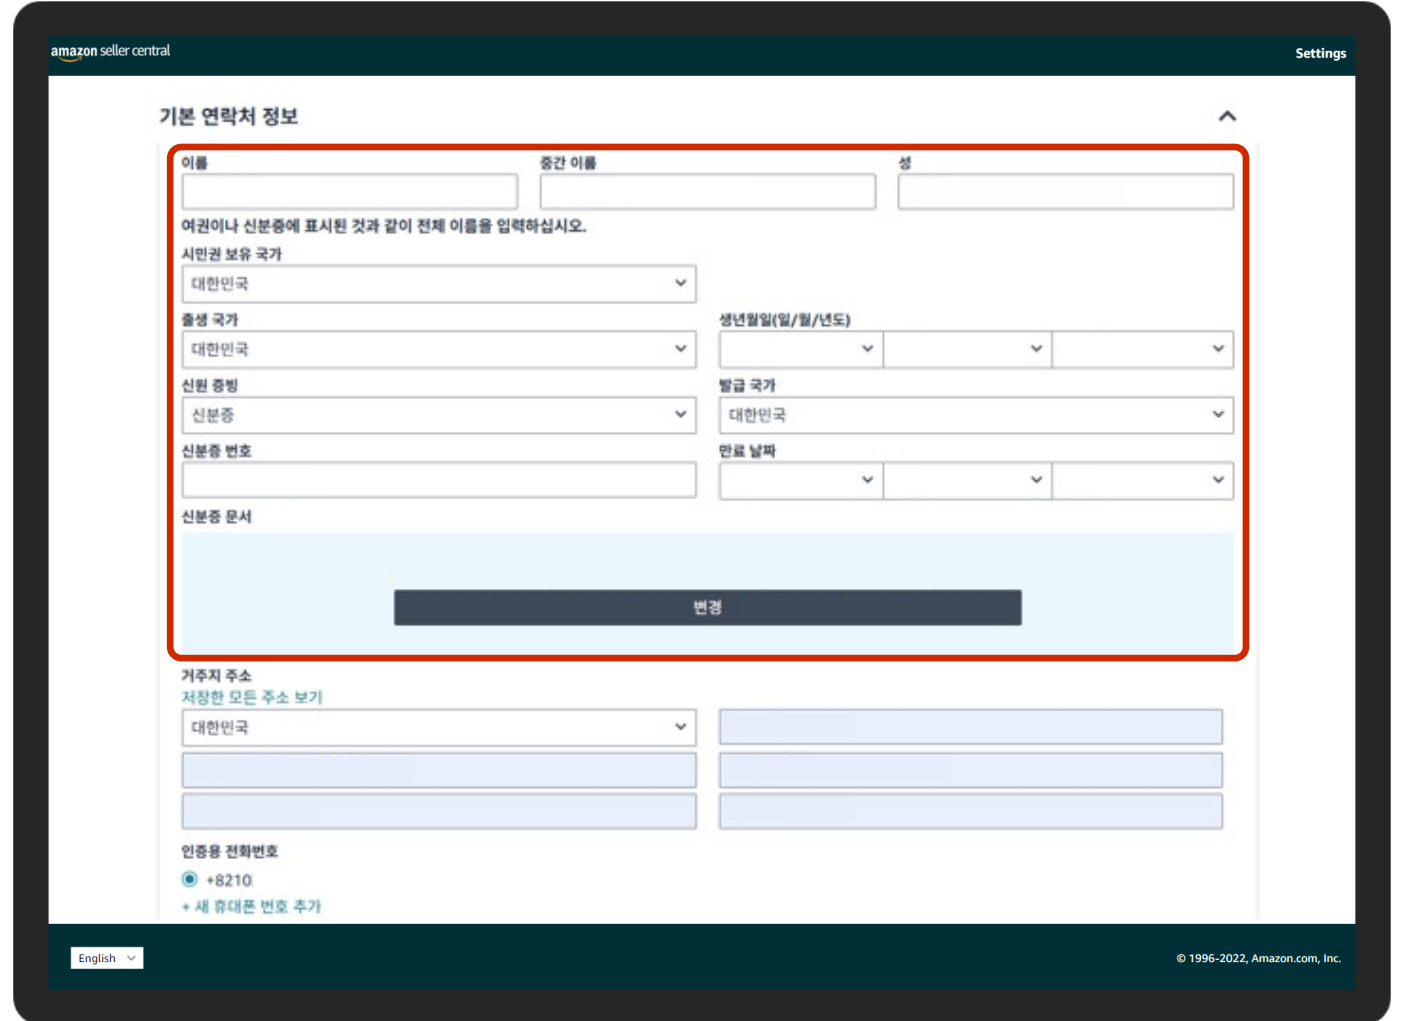 amazon seller central
Settings
기본 연락처 정보
이름
중간 이름
성
여권이나 신분증에 표시된 것과 같이 전체 이름을 입력하십시오.
시민권 보유 국가
대한민국
출생 국가
생년월일(일/월/년도)
대한민국
신원 증빙
발급 국가
신분증
대한민국
신분증 번호
만료 날짜
신분증 문서
변경
거주지 주소
저장한 모든 주소 보기
대한민국
인증용 전화번호
+8210
+ 새 휴대폰 번호 추가
English
© 1996-2022, Amazon.com, Inc.